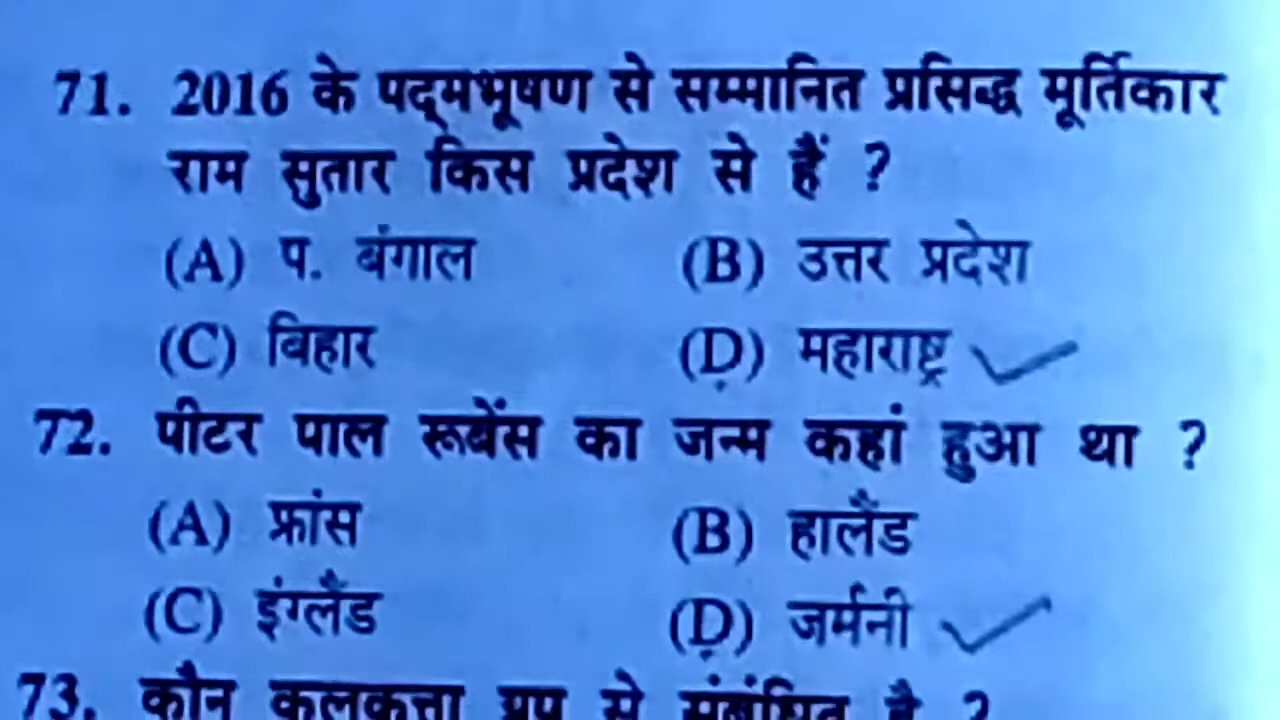 71. 2016 के पद्मभूषण से सम्मानित प्रसिद्ध मूर्तिकार
राम सुतार किस प्रदेश से हैं ?
(A) प. बंगाल (B) उत्तर प्रदेश
(C) बिहार (D) महाराष्ट्र
72. पीटर पाल रूबेंस का जन्म कहां हुआ था ?
(A) फ्रांस (B) हालैंड
(C) इंग्लैंड (D) जर्मनी
73. कौन कलकत्ता ग्रुप से संबंधित है ?